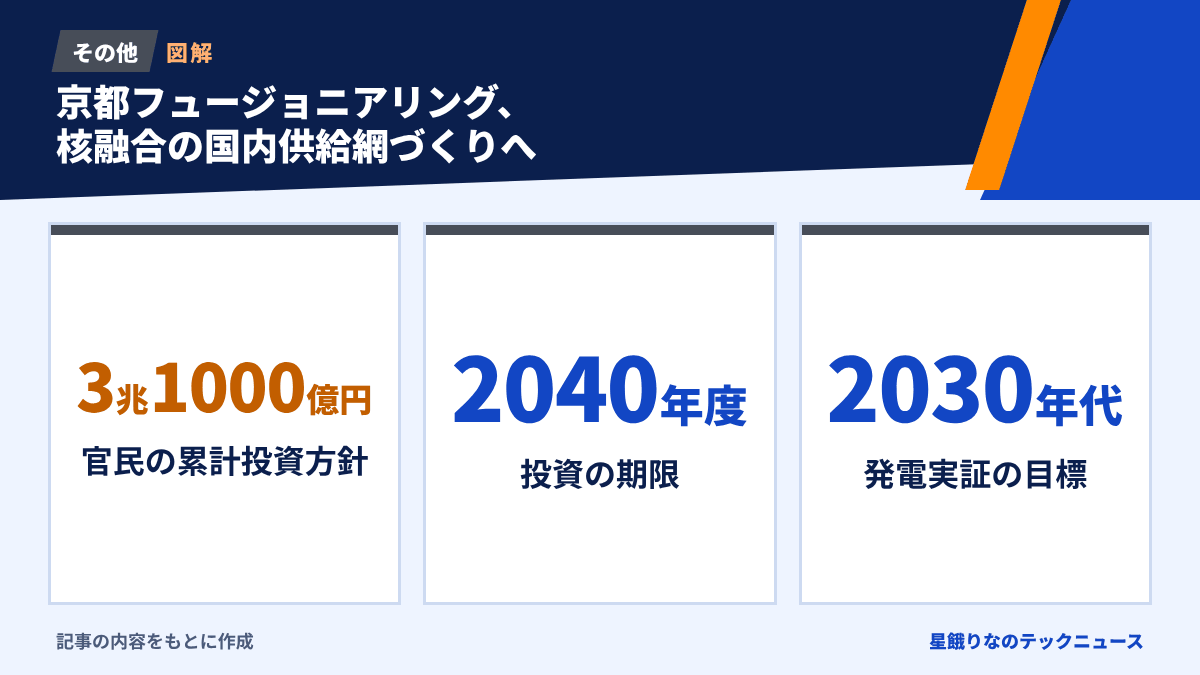 その他 図解
京都フュージョニアリング、
核融合の国内供給網づくりへ
3兆1000億円
官民の累計投資方針
2040年度
投資の期限
2030年代
発電実証の目標
記事の内容をもとに作成
星餓りなのテックニュース